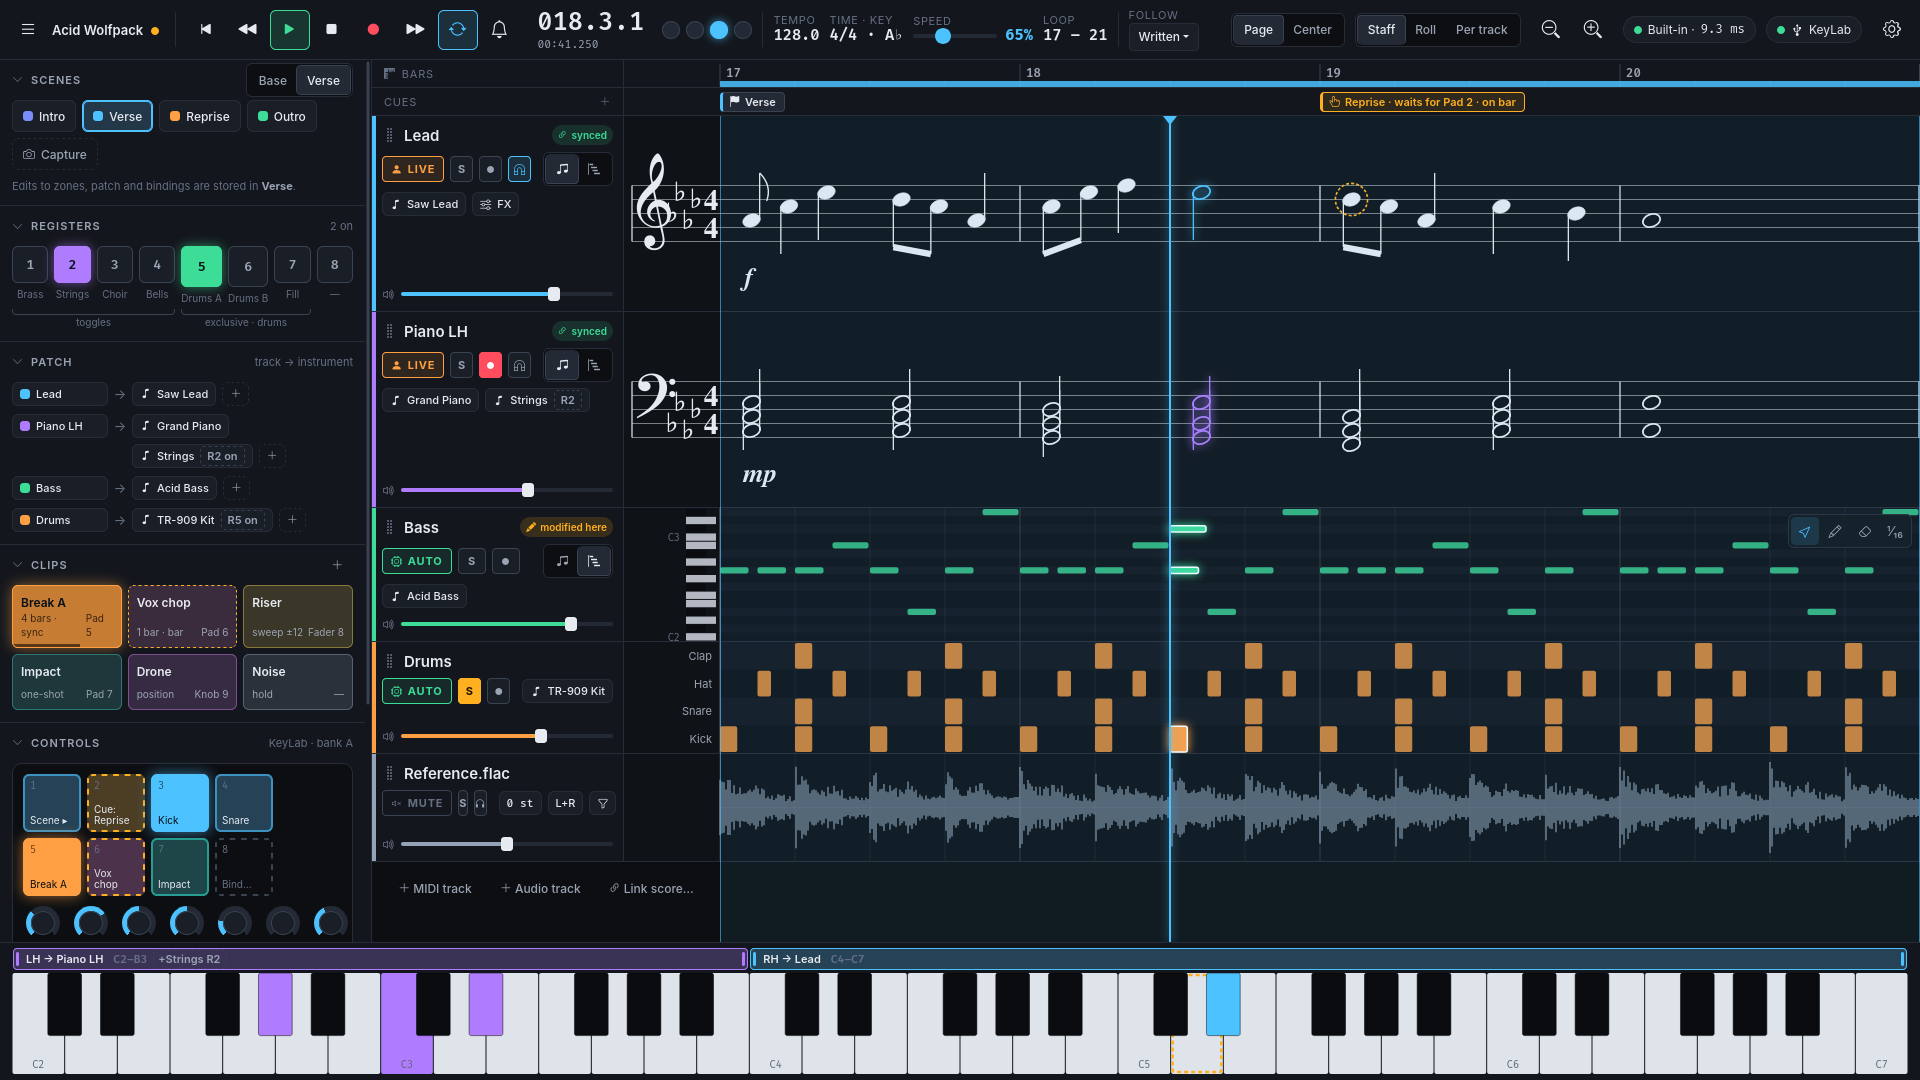 Acid Wolfpack
018.3.1
00:41.250
TEMPO
128.0
TIME · KEY
4/4 · A♭
SPEED
65%
LOOP
17 – 21
FOLLOW
Written
Page
Center
Staff
Roll
Per track
Built-in · 9.3 ms
KeyLab
SCENES
Base
Verse
Intro
Verse
Reprise
Outro
Capture
Edits to zones, patch and bindings are stored in Verse.
REGISTERS
2 on
1 2 3 4 5 6 7 8
Brass Strings Choir Bells Drums A Drums B Fill —
toggles
exclusive · drums
PATCH
track → instrument
Lead → Saw Lead +
Piano LH → Grand Piano
Strings R2 on +
Bass → Acid Bass +
Drums → TR-909 Kit R5 on +
CLIPS
+
Break A
4 bars · sync
Pad 5
Vox chop
1 bar · bar
Pad 6
Riser
sweep ±12
Fader 8
Impact
one-shot
Pad 7
Drone
position
Knob 9
Noise
hold
—
CONTROLS
KeyLab · bank A
1
Scene ▸
2
Cue: Reprise
3
Kick
4
Snare
5
Break A
6
Vox chop
7
Impact
8
Bind...
BARS
17
18
19
20
CUES
+
Verse
Reprise · waits for Pad 2 · on bar
Lead
synced
LIVE
S
Saw Lead
FX
4
4
f
Piano LH
synced
LIVE
S
Grand Piano
Strings R2
4
4
mp
Bass
modified here
AUTO
S
Acid Bass
C3
C2
1/16
Drums
AUTO
S
TR-909 Kit
Clap
Hat
Snare
Kick
Reference.flac
MUTE
S
0 st
L+R
+ MIDI track
+ Audio track
Link score...
LH → Piano LH C2–B3 +Strings R2
RH → Lead C4–C7
C2
C3
C4
C5
C6
C7